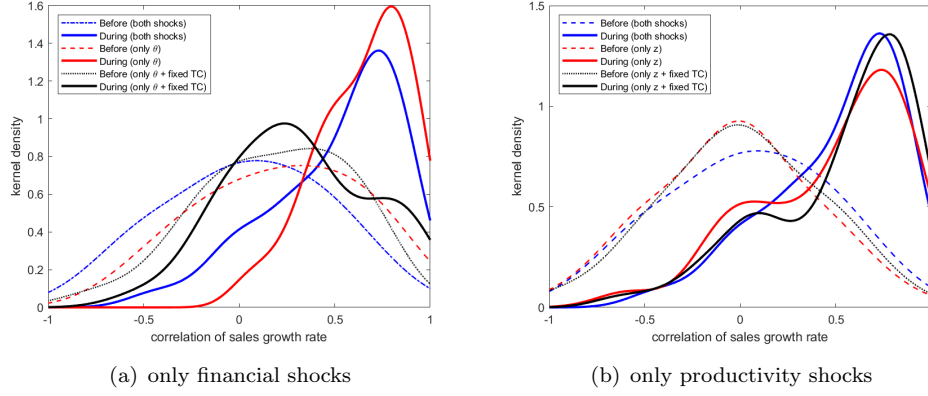 1.6
1.4
1.2
1
0.8
0.6
0.4
0.2
0
kernel density
Before (both shocks)
During (both shocks)
Before (only θ)
During (only θ)
Before (only θ + fixed TC)
During (only θ + fixed TC)
-1 -0.5 0 0.5 1
correlation of sales growth rate
(a) only financial shocks
1.5
1
0.5
0
kernel density
Before (both shocks)
During (both shocks)
Before (only z)
During (only z)
Before (only z + fixed TC)
During (only z + fixed TC)
-1 -0.5 0 0.5
correlation of sales growth rate
(b) only productivity shocks